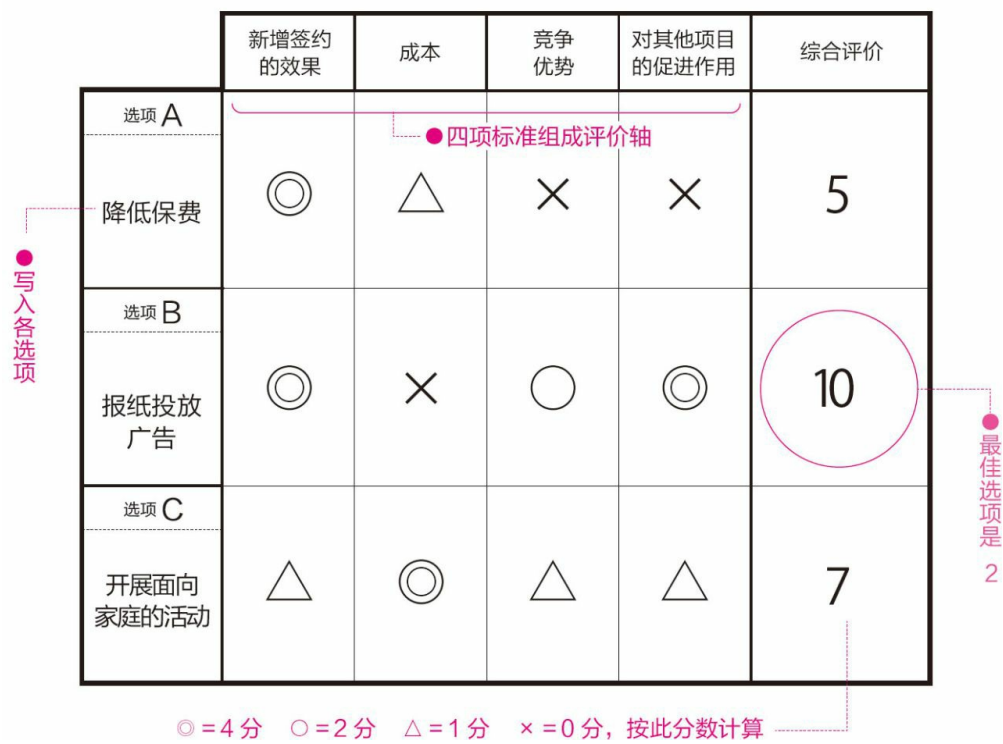 新增签约
的效果
成本
竞争
优势
对其他项目
的促进作用
综合评价
选项 A
●四项标准组成评价轴
降低保费
◎
△
×
×
5
●写入各选项
选项 B
报纸投放
广告
◎
×
○
◎
10
●最佳选项是 2
选项 C
开展面向
家庭的活动
△
◎
△
△
7
◎=4分 ○=2分 △=1分 ×=0分，按此分数计算